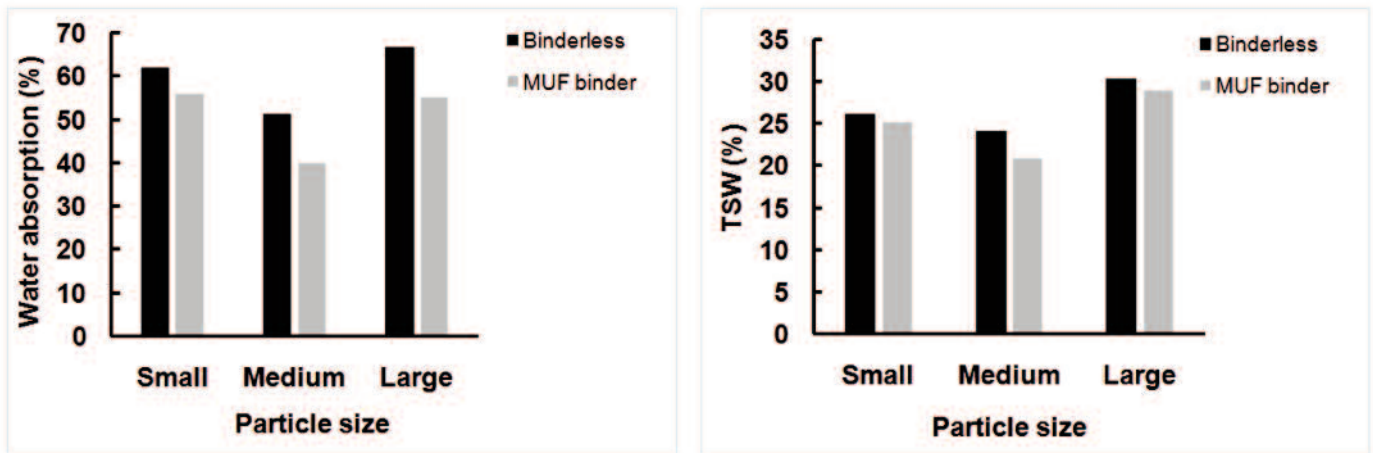 Water absorption (%)
70
60
50
40
30
20
10
0
Small Medium Large
Particle size
Binderless
MUF binder
TSW (%)
35
30
25
20
15
10
5
0
Small Medium Large
Particle size
Binderless
MUF binder